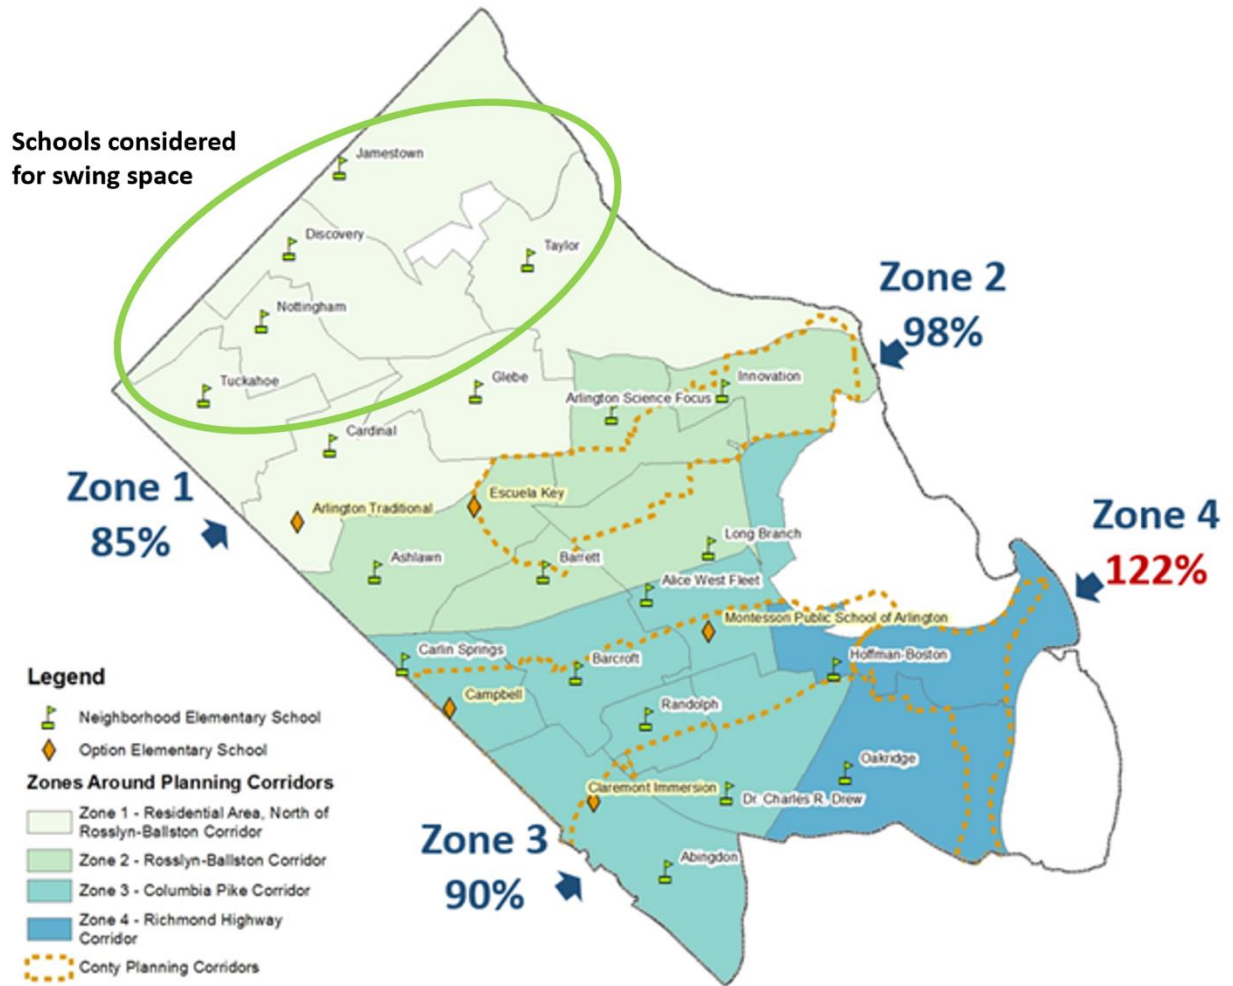 Schools considered
for swing space
Jamestown
Discovery
Taylor
Nottingham
Zone 2
98%
Tuckahoe
Glebe
Innovation
Arlington Science Focus
Cardinal
Zone 1
85%
Arlington Traditional
Escuela Key
Zone 4
122%
Long Branch
Ashlawn
Barrett
Alice West Fleet
Montessori Public School of Arlington
Carlin Springs
Barcroft
Hoffman-Boston
Campbell
Randolph
Oakridge
Claremont Immersion
Dr. Charles R. Drew
Zone 3
90%
Abingdon
Legend
Neighborhood Elementary School
Option Elementary School
Zones Around Planning Corridors
Zone 1 - Residential Area, North of
Rosslyn-Ballston Corridor
Zone 2 - Rosslyn-Ballston Corridor
Zone 3 - Columbia Pike Corridor
Zone 4 - Richmond Highway
Corridor
Conty Planning Corridors